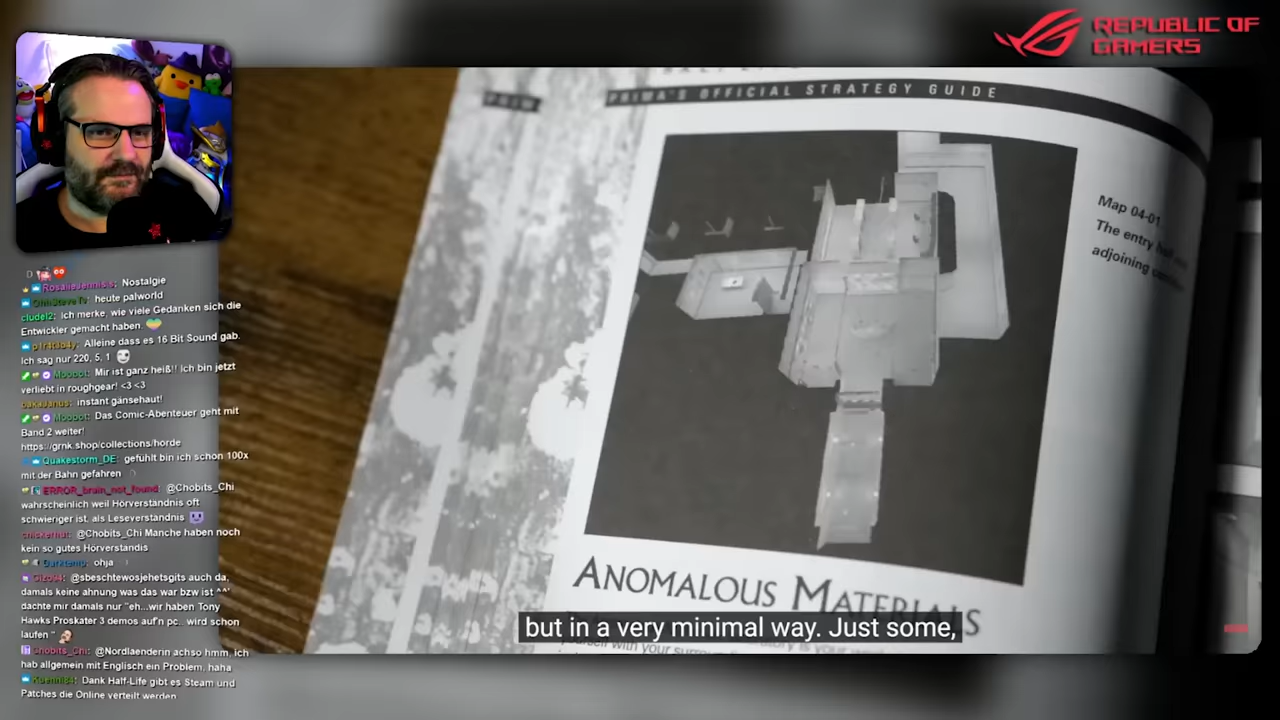 REPUBLIC OF
GAMERS
PRIMA'S OFFICIAL STRATEGY GUIDE
Map 04-01
The entry
adjoining
ANOMALOUS MATERIALS
but in a very minimal way. Just some,
RosalieJennisis: Nostalgie
heute palworld
cludel2: Ich merke, wie viele Gedanken sich die
Entwickler gemacht haben.
Alleine dass es 16 Bit Sound gab.
Ich sag nur 220, 5, 1
Moobot: Mir ist ganz heiß!! Ich bin jetzt
verliebt in roughgear! <3 <3
instant gänsehaut!
Moobot: Das Comic-Abenteuer geht mit
Band 2 weiter!
https://grnk.shop/collections/horde
Quakestorm_DE: gefühlt bin ich schon 100x
mit der Bahn gefahren
ERROR_brain_not_found: @Chobits_Chi
wahrscheinlich weil Hörverständnis oft
schwieriger ist, als Leseverständnis
@Chobits_Chi Manche haben noch
kein so gutes Hörverständis
ohja
@sbeschtewosjehetsgits auch da,
damals keine ahnung was das war bzw ist ^^'
dachte mir damals nur "eh...wir haben Tony
Hawks Proskater 3 demos auf'n pc.. wird schon
laufen "
Chobits_Chi: @Nordlaenderin achso hmm, ich
hab allgemein mit Englisch ein Problem, haha
Dank Half-Life gibt es Steam und
Patches die Online verteilt werden